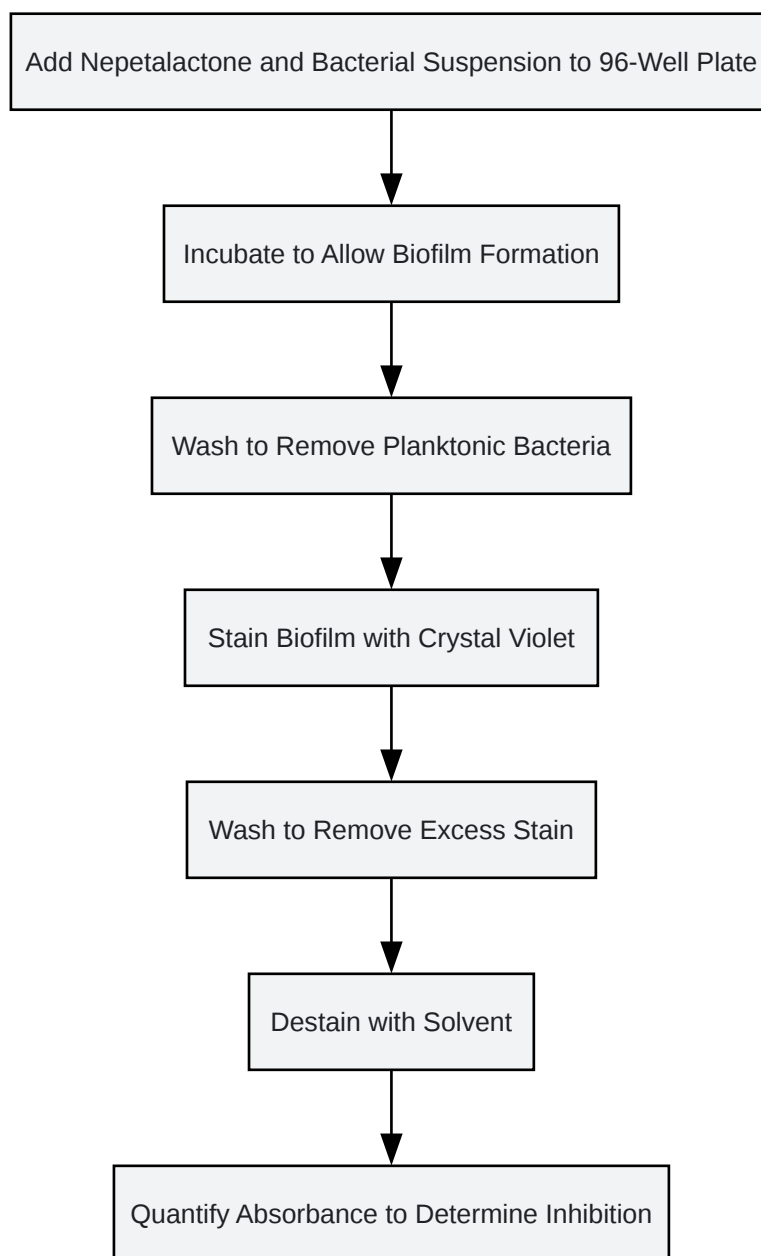 Add Nepetalactone and Bacterial Suspension to 96-Well Plate
Incubate to Allow Biofilm Formation
Wash to Remove Planktonic Bacteria
Stain Biofilm with Crystal Violet
Wash to Remove Excess Stain
Destain with Solvent
Quantify Absorbance to Determine Inhibition